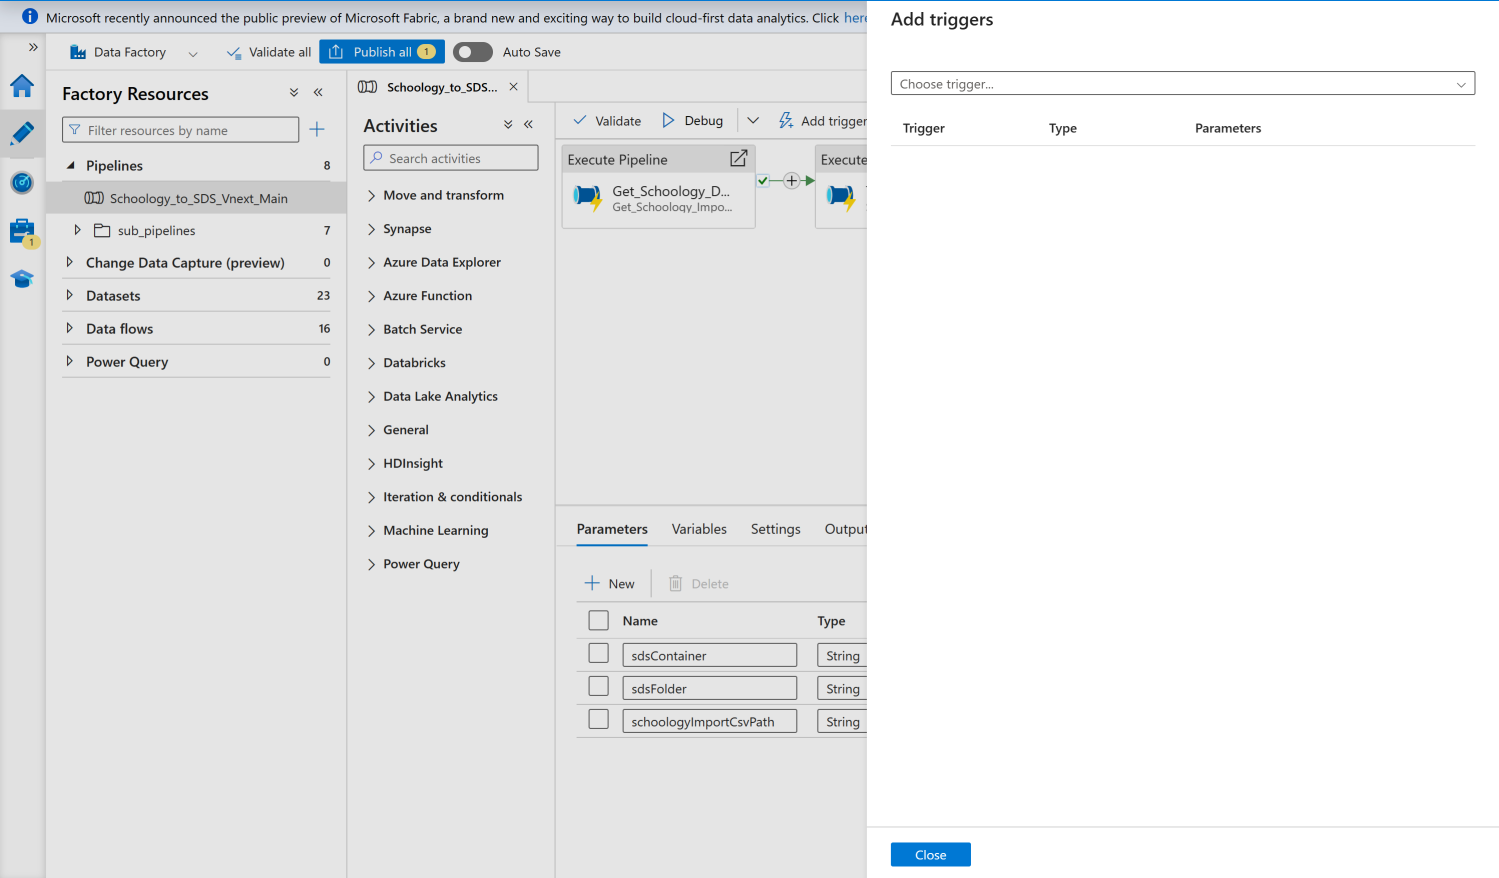 Microsoft recently announced the public preview of Microsoft Fabric, a brand new and exciting way to build cloud-first data analytics. Click here
Data Factory
Validate all
Publish all 1
Auto Save
Factory Resources
Filter resources by name
Pipelines 8
Schoology_to_SDS_Vnext_Main
sub_pipelines 7
Change Data Capture (preview) 0
Datasets 23
Data flows 16
Power Query 0
1
Schoology_to_SDS...
Activities
Search activities
Move and transform
Synapse
Azure Data Explorer
Azure Function
Batch Service
Databricks
Data Lake Analytics
General
HDInsight
Iteration & conditionals
Machine Learning
Power Query
Validate
Debug
Add trigger
Execute Pipeline
Get_Schoology_D...
Get_Schoology_Impo...
Execute
Parameters Variables Settings Output
New
Delete
Name Type
sdsContainer String
sdsFolder String
schoologyImportCsvPath String
Add triggers
Choose trigger...
Trigger Type Parameters
Close